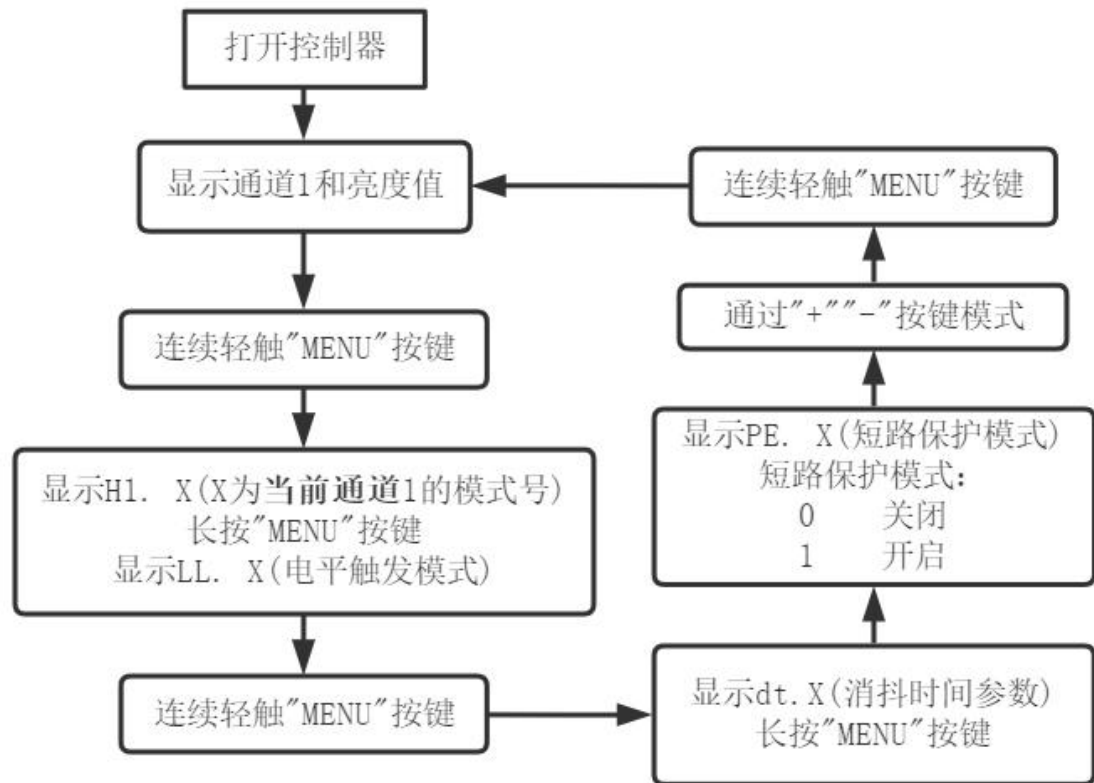 打开控制器
显示通道1和亮度值
连续轻触"MENU"按键
显示H1. X(X为当前通道1的模式号)
长按"MENU"按键
显示LL. X(电平触发模式)
连续轻触"MENU"按键
显示dt.X(消抖时间参数)
长按"MENU"按键
显示PE. X(短路保护模式)
短路保护模式:
0 关闭
1 开启
通过"+""-"按键模式
连续轻触"MENU"按键